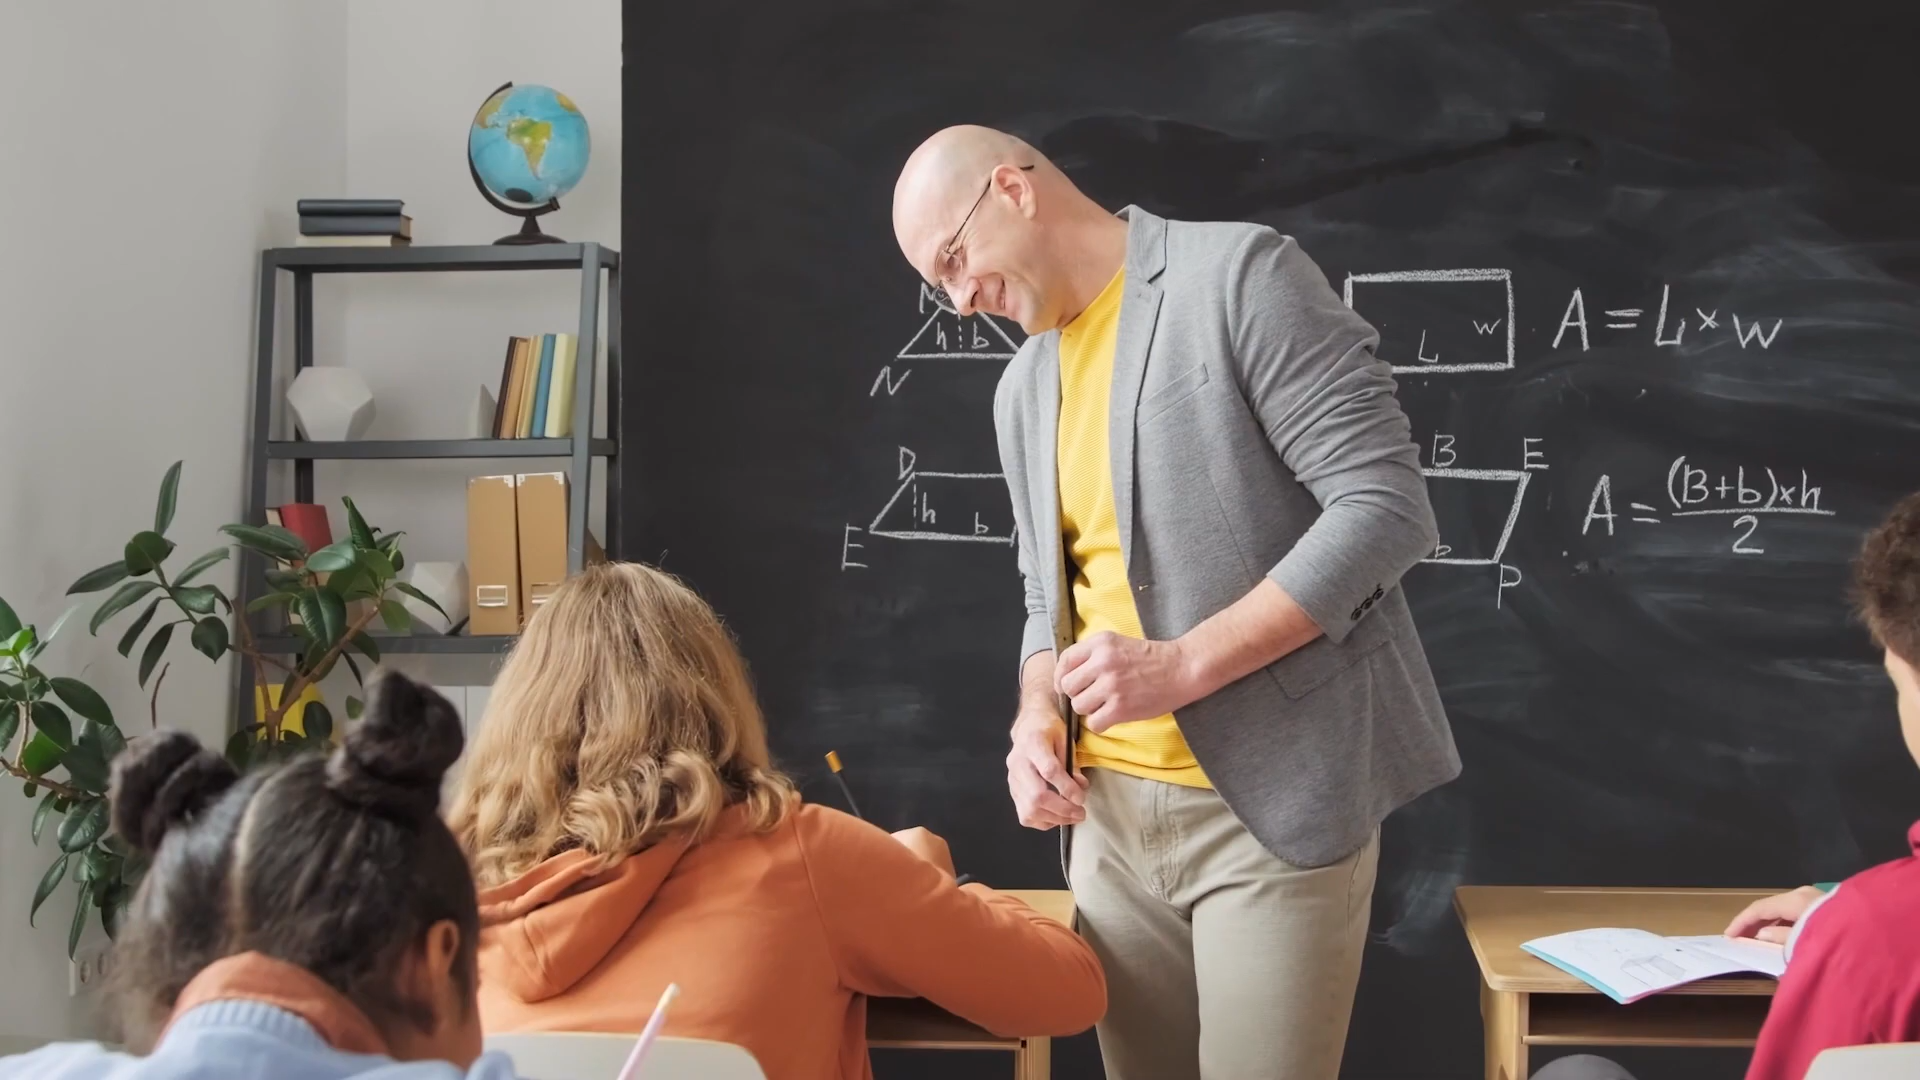 h b
N
L W
A = L × W
D
h b
E
B E
b
P
A = (B+b)×h
2